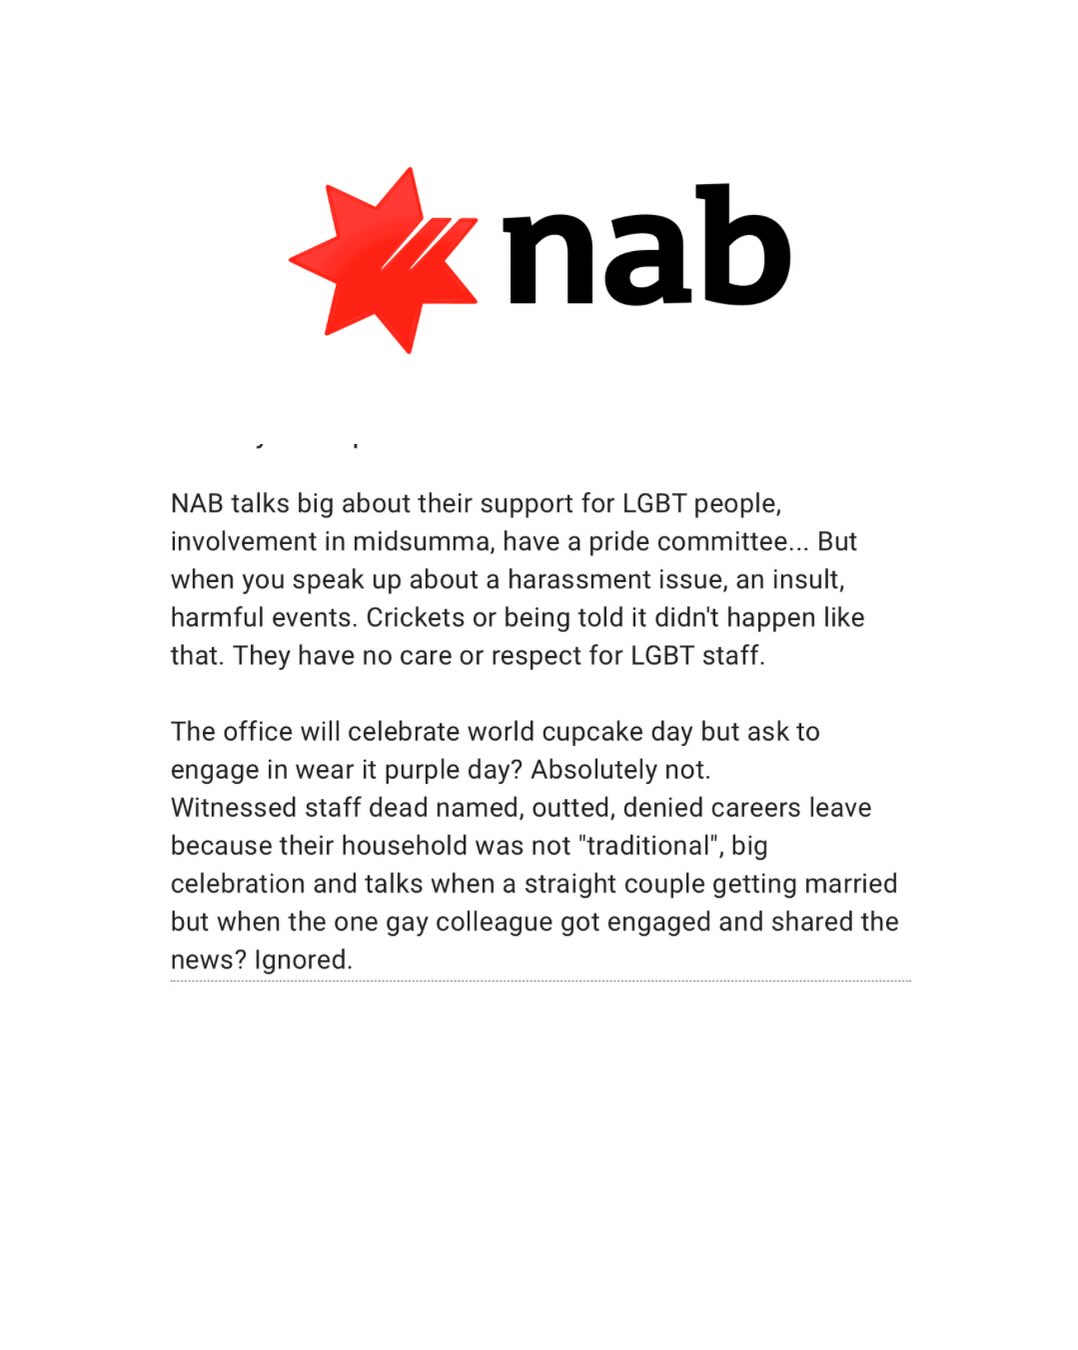 nab
NAB talks big about their support for LGBT people,
involvement in midsumma, have a pride committee... But
when you speak up about a harassment issue, an insult,
harmful events. Crickets or being told it didn't happen like
that. They have no care or respect for LGBT staff.
The office will celebrate world cupcake day but ask to
engage in wear it purple day? Absolutely not.
Witnessed staff dead named, outted, denied careers leave
because their household was not "traditional", big
celebration and talks when a straight couple getting married
but when the one gay colleague got engaged and shared the
news? Ignored.